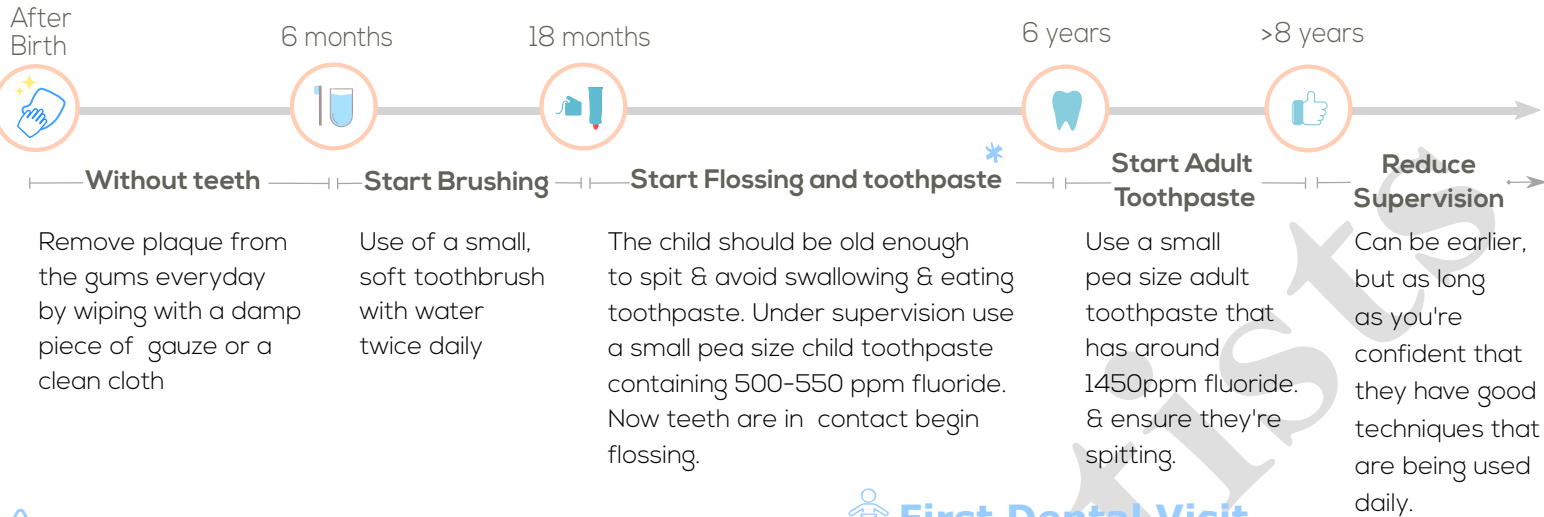 After
Birth
6 months
18 months
6 years
>8 years
Without teeth
Start Brushing
Start Flossing and toothpaste *
Start Adult
Toothpaste
Reduce
Supervision
Remove plaque from
the gums everyday
by wiping with a damp
piece of gauze or a
clean cloth
Use of a small,
soft toothbrush
with water
twice daily
The child should be old enough
to spit & avoid swallowing & eating
toothpaste. Under supervision use
a small pea size child toothpaste
containing 500-550 ppm fluoride.
Now teeth are in contact begin
flossing.
Use a small
pea size adult
toothpaste that
has around
1450ppm fluoride.
& ensure they're
spitting.
Can be earlier,
but as long
as you're
confident that
they have good
techniques that
are being used
daily.
First Dental Visit